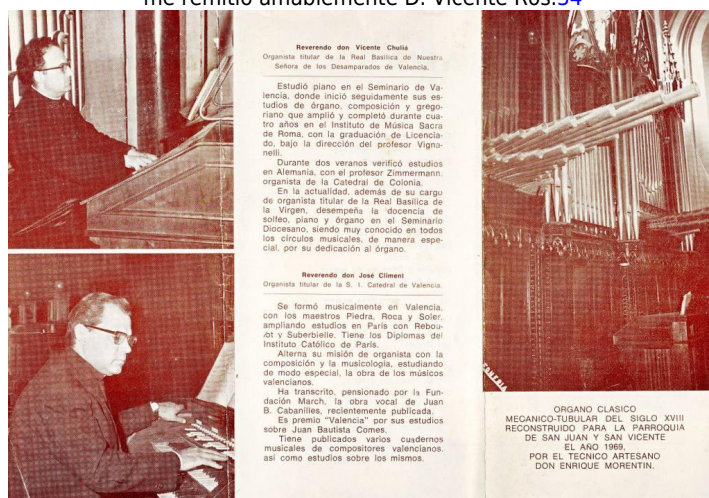 me remitió amablemente D. Vicente Ros.34
Reverendo don Vicente Chuliá
Organista titular de la Real Basílica de Nuestra
Señora de los Desamparados de Valencia.
Estudió piano en el Seminario de Va-
lencia, donde inició seguidamente sus es-
tudios de órgano, composición y grego-
riano que amplió y completó durante cua-
tro años en el Instituto de Música Sacra
de Roma, con la graduación de Licencia-
do, bajo la dirección del profesor Vigna-
nelli.
Durante dos veranos verificó estudios
en Alemania, con el profesor Zimmermann,
organista de la Catedral de Colonia.
En la actualidad, además de su cargo
de organista titular de la Real Basílica de
la Virgen, desempeña la docencia de
solfeo, piano y órgano en el Seminario
Diocesano, siendo muy conocido en todos
los círculos musicales, de manera espe-
cial, por su dedicación al órgano.
Reverendo don José Climent
Organista titular de la S. I. Catedral de Valencia.
Se formó musicalmente en Valencia,
con los maestros Piedra, Roca y Soler,
ampliando estudios en París con Rebou-
lot y Suberbielle. Tiene los Diplomas del
Instituto Católico de París.
Alterna su misión de organista con la
composición y la musicología, estudiando
de modo especial, la obra de los músicos
valencianos.
Ha transcrito, pensionado por la Fun-
dación March, la obra vocal de Juan
B. Cabanilles, recientemente publicada.
Es premio "Valencia" por sus estudios
sobre Juan Bautista Comes.
Tiene publicados varios cuadernos
musicales de compositores valencianos,
así como estudios sobre los mismos.
ORGANO CLASICO
MECANICO-TUBULAR DEL SIGLO XVIII
RECONSTRUIDO PARA LA PARROQUIA
DE SAN JUAN Y SAN VICENTE
EL AÑO 1969,
POR EL TECNICO ARTESANO
DON ENRIQUE MORENTIN.